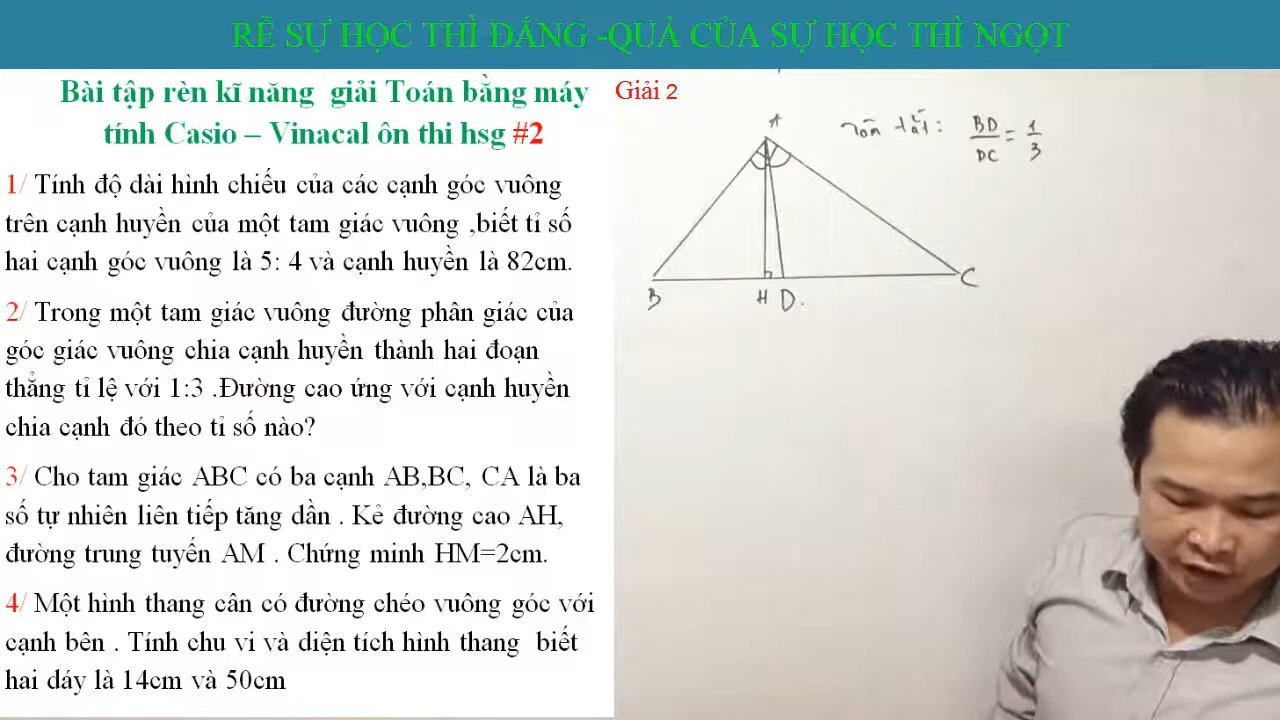 RỄ SỰ HỌC THÌ ĐẮNG -QUẢ CỦA SỰ HỌC THÌ NGỌT
Bài tập rèn kĩ năng giải Toán bằng máy
tính Casio – Vinacal ôn thi hsg #2
1/ Tính độ dài hình chiếu của các cạnh góc vuông
trên cạnh huyền của một tam giác vuông ,biết tỉ số
hai cạnh góc vuông là 5: 4 và cạnh huyền là 82cm.
2/ Trong một tam giác vuông đường phân giác của
góc giác vuông chia cạnh huyền thành hai đoạn
thẳng tỉ lệ với 1:3 .Đường cao ứng với cạnh huyền
chia cạnh đó theo tỉ số nào?
3/ Cho tam giác ABC có ba cạnh AB,BC, CA là ba
số tự nhiên liên tiếp tăng dần . Kẻ đường cao AH,
đường trung tuyến AM . Chứng minh HM=2cm.
4/ Một hình thang cân có đường chéo vuông góc với
cạnh bên . Tính chu vi và diện tích hình thang biết
hai dáy là 14cm và 50cm
Giải 2
A
Tóm tắt: BD/DC = 1/3
B H D. C